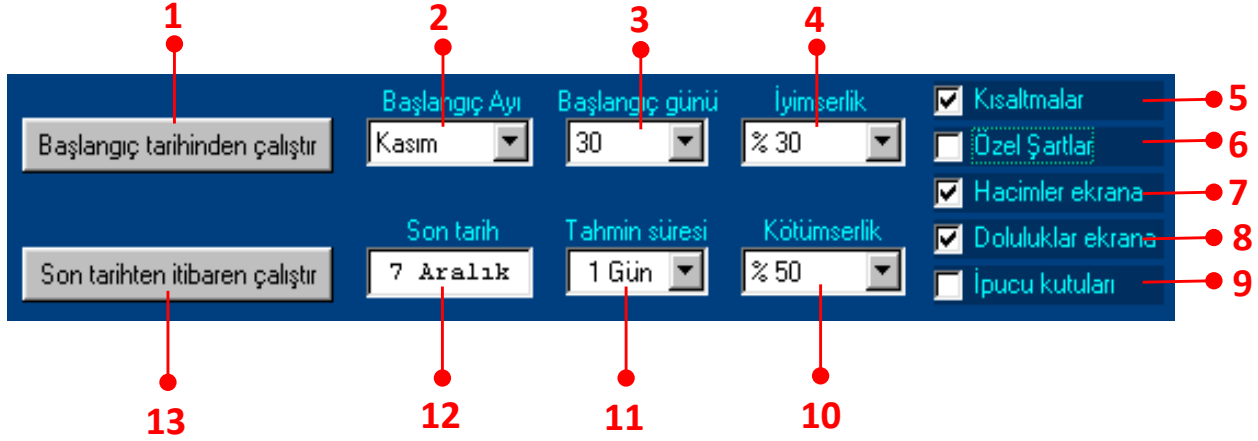 1 2 3 4
Başlangıç Ayı Başlangıç günü İyimserlik Kısaltmalar 5
Başlangıç tarihinden çalıştır Kasım 30 % 30 Özel Şartlar 6
Hacimler ekrana 7
Son tarih Tahmin süresi Kötümserlik Doluluklar ekrana 8
Son tarihten itibaren çalıştır 7 Aralık 1 Gün % 50 İpucu kutuları 9
13 12 11 10